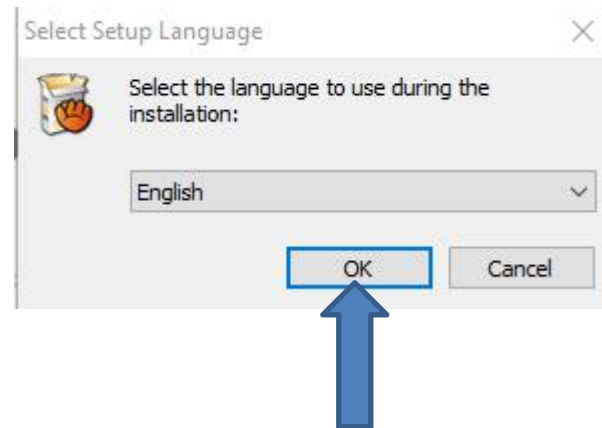 Select Setup Language
Select the language to use during the
installation:
English
OK
Cancel